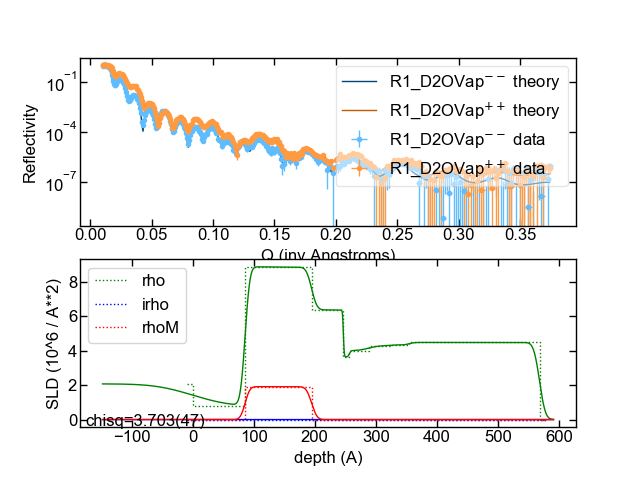 Reflectivity
10⁻¹
10⁻⁴
10⁻⁷
R1_D2OVap⁻⁻ theory
R1_D2OVap⁺⁺ theory
R1_D2OVap⁻⁻ data
R1_D2OVap⁺⁺ data
0.00 0.05 0.10 0.15 0.20 0.25 0.30 0.35
Q (inv Angstroms)
SLD (10^6 / A**2)
8
6
4
2
0
rho
irho
rhoM
chisq=3.703(47)
−100 0 100 200 300 400 500 600
depth (A)